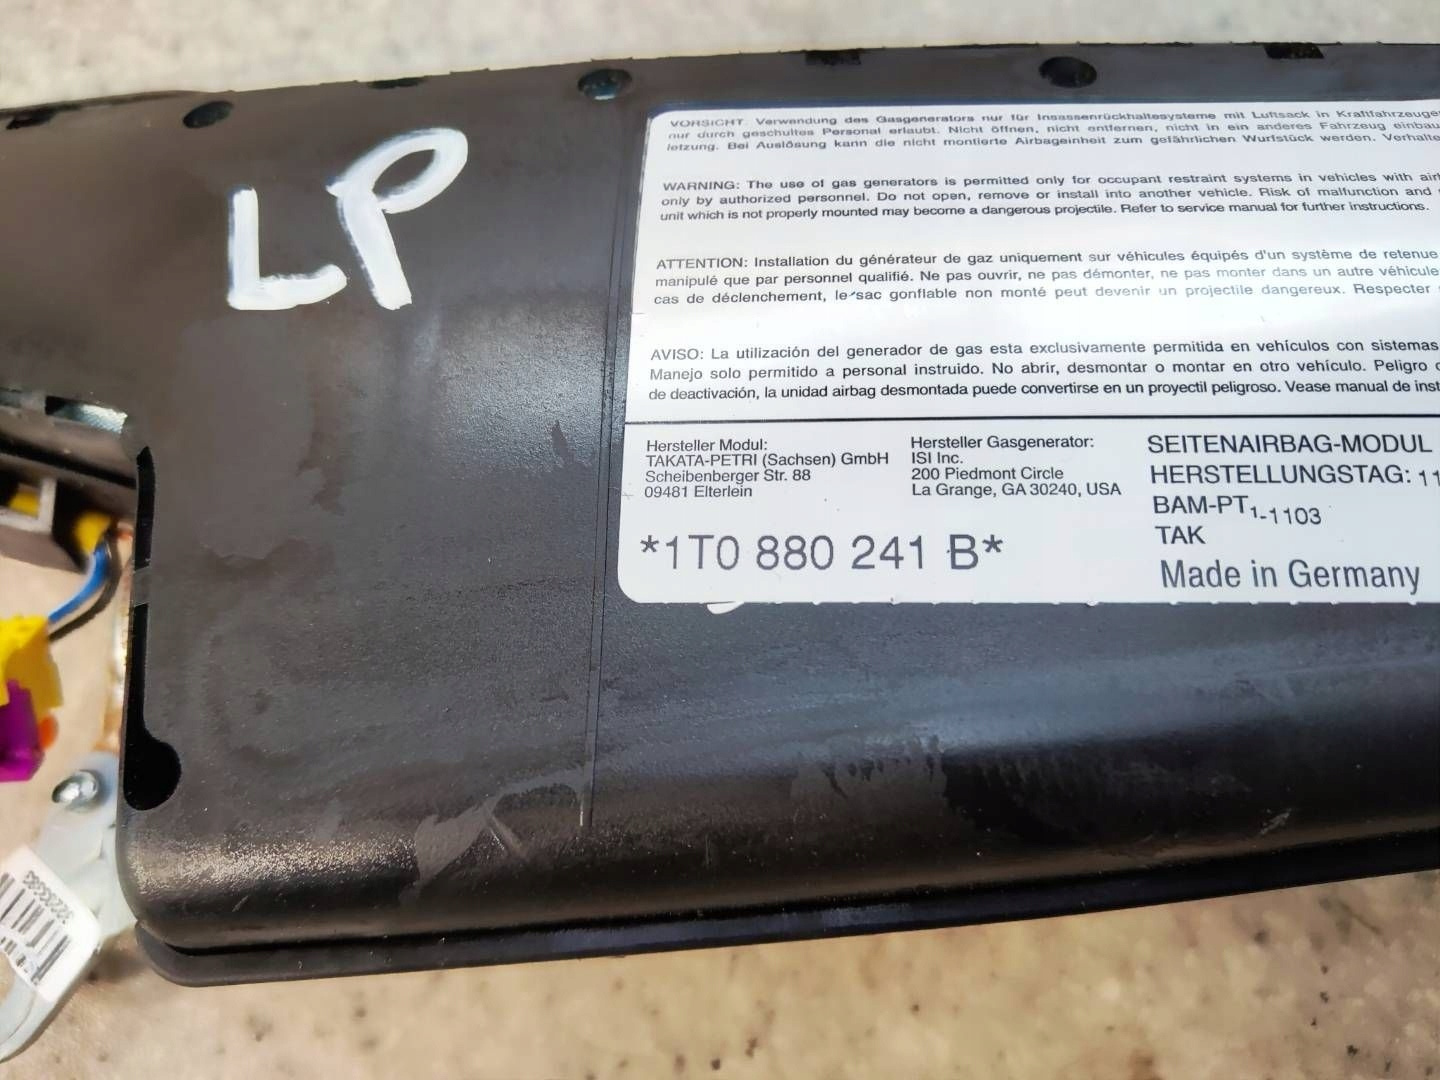 LP
VORSICHT: Verwendung des Gasgenerators nur für Insassenrückhaltesysteme mit Luftsack in Kraftfahrzeuge
nur durch geschultes Personal erlaubt. Nicht öffnen, nicht entfernen, nicht in ein anderes Fahrzeug einbau
letzung. Bei Auslösung kann die nicht montierte Airbageinheit zum gefährlichen Wurfstück werden. Verhalte
WARNING: The use of gas generators is permitted only for occupant restraint systems in vehicles with air
only by authorized personnel. Do not open, remove or install into another vehicle. Risk of malfunction and
unit which is not properly mounted may become a dangerous projectile. Refer to service manual for further instructions.
ATTENTION: Installation du générateur de gaz uniquement sur véhicules équipés d'un système de retenue
manipulé que par personnel qualifié. Ne pas ouvrir, ne pas démonter, ne pas monter dans un autre véhicule
cas de déclenchement, le sac gonflable non monté peut devenir un projectile dangereux. Respecter
AVISO: La utilización del generador de gas esta exclusivamente permitida en vehículos con sistemas
Manejo solo permitido a personal instruido. No abrir, desmontar o montar en otro vehículo. Peligro
de deactivación, la unidad airbag desmontada puede convertirse en un proyectil peligroso. Vease manual de inst
Hersteller Modul:
TAKATA-PETRI (Sachsen) GmbH
Scheibenberger Str. 88
09481 Elterlein
Hersteller Gasgenerator:
ISI Inc.
200 Piedmont Circle
La Grange, GA 30240, USA
*1T0 880 241 B*
SEITENAIRBAG-MODUL
HERSTELLUNGSTAG: 11
BAM-PT1-1103
TAK
Made in Germany